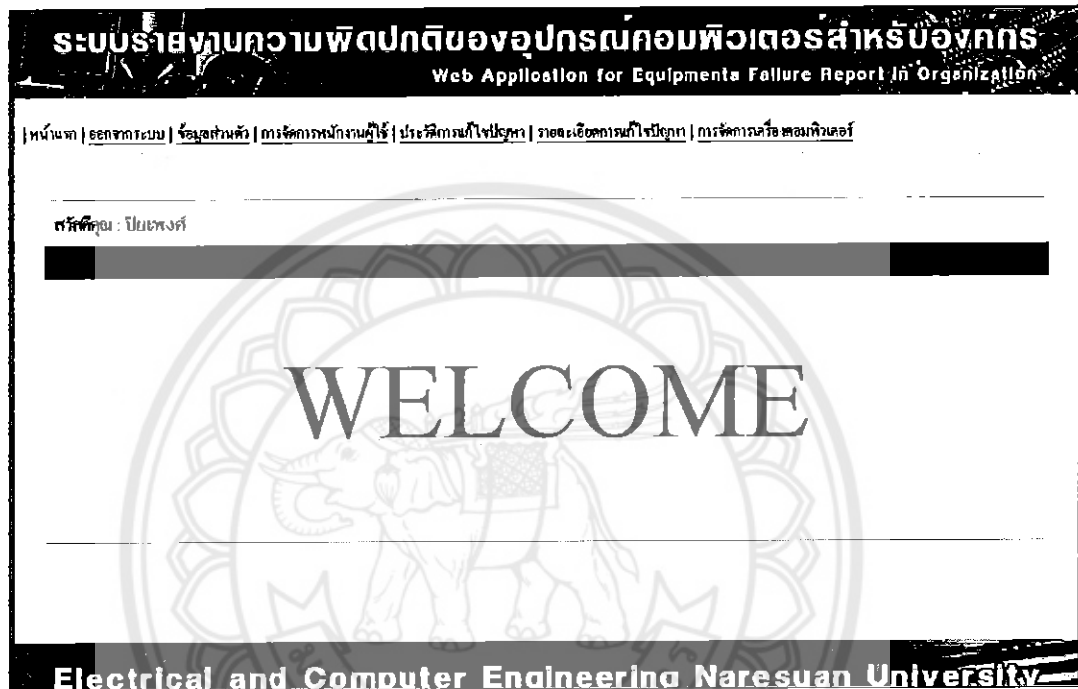 ระบบรายงานความผิดปกติของอุปกรณ์คอมพิวเตอร์สำหรับองค์กร
Web Application for Equipments Failure Report in Organization
|หน้าแรก | ออกจากระบบ | ข้อมูลส่วนตัว | การจัดการพนักงานผู้ใช้ | ประวัติการแก้ไขปัญหา | รายละเอียดการแก้ไขปัญหา | การจัดการเครื่องคอมพิวเตอร์
สวัสดีคุณ : ปิยะพงศ์
WELCOME
Electrical and Computer Engineering Naresuan University